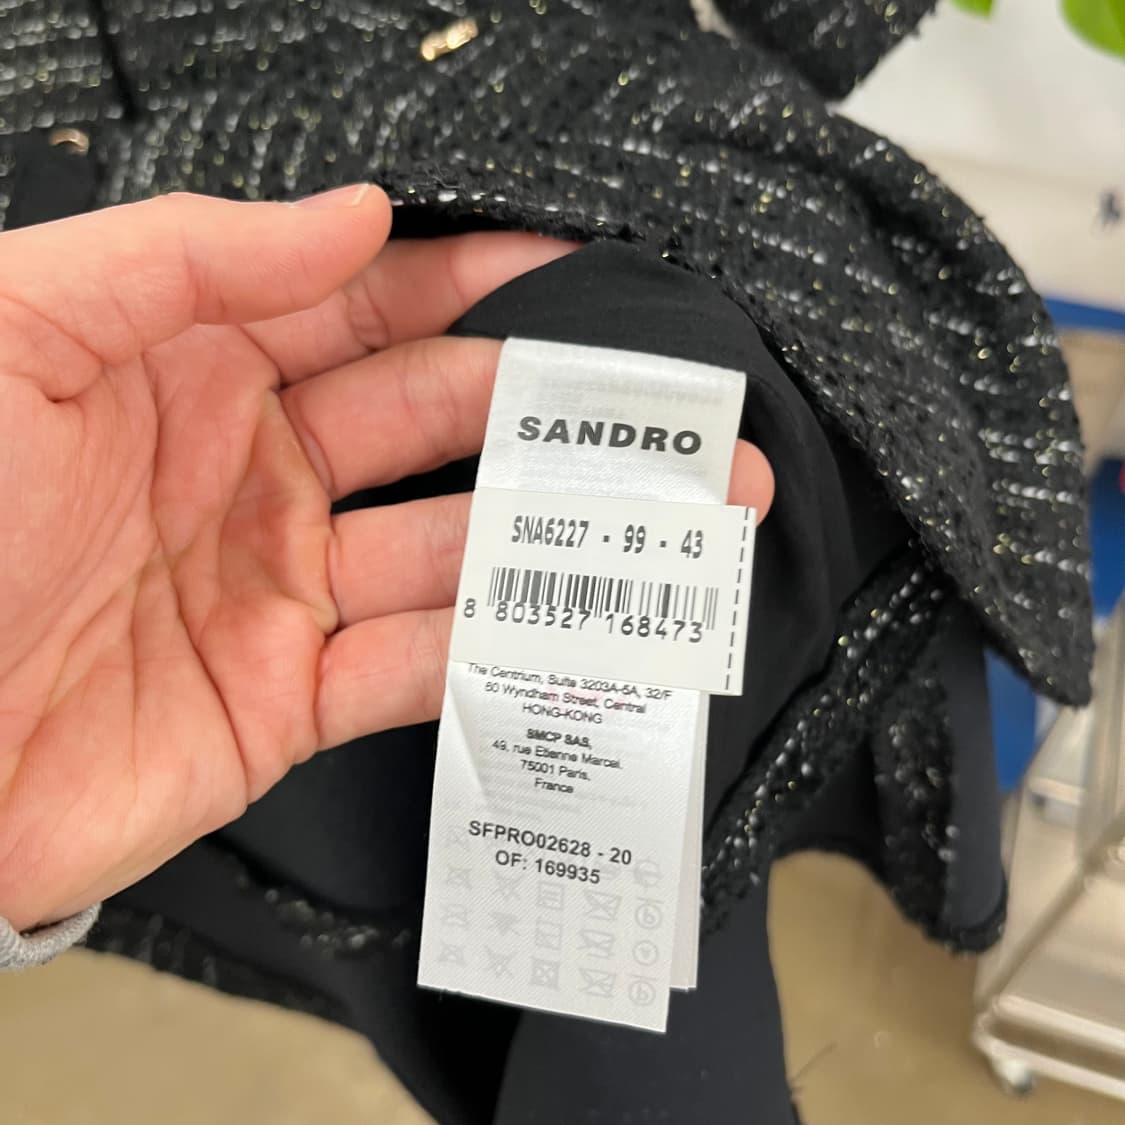 SANDRO
SNA6227 - 99 - 43
8 803527 168473
The Centrium, Suite 3203A-5A, 32/F
60 Wyndham Street, Central
HONG-KONG
SMCP SAS,
49, rue Etienne Marcel,
75001 Paris,
France
SFPRO02628 - 20
OF: 169935